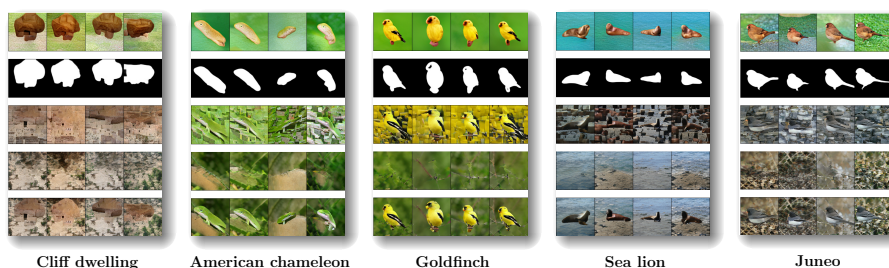 Cliff dwelling
American chameleon
Goldfinch
Sea lion
Juneo